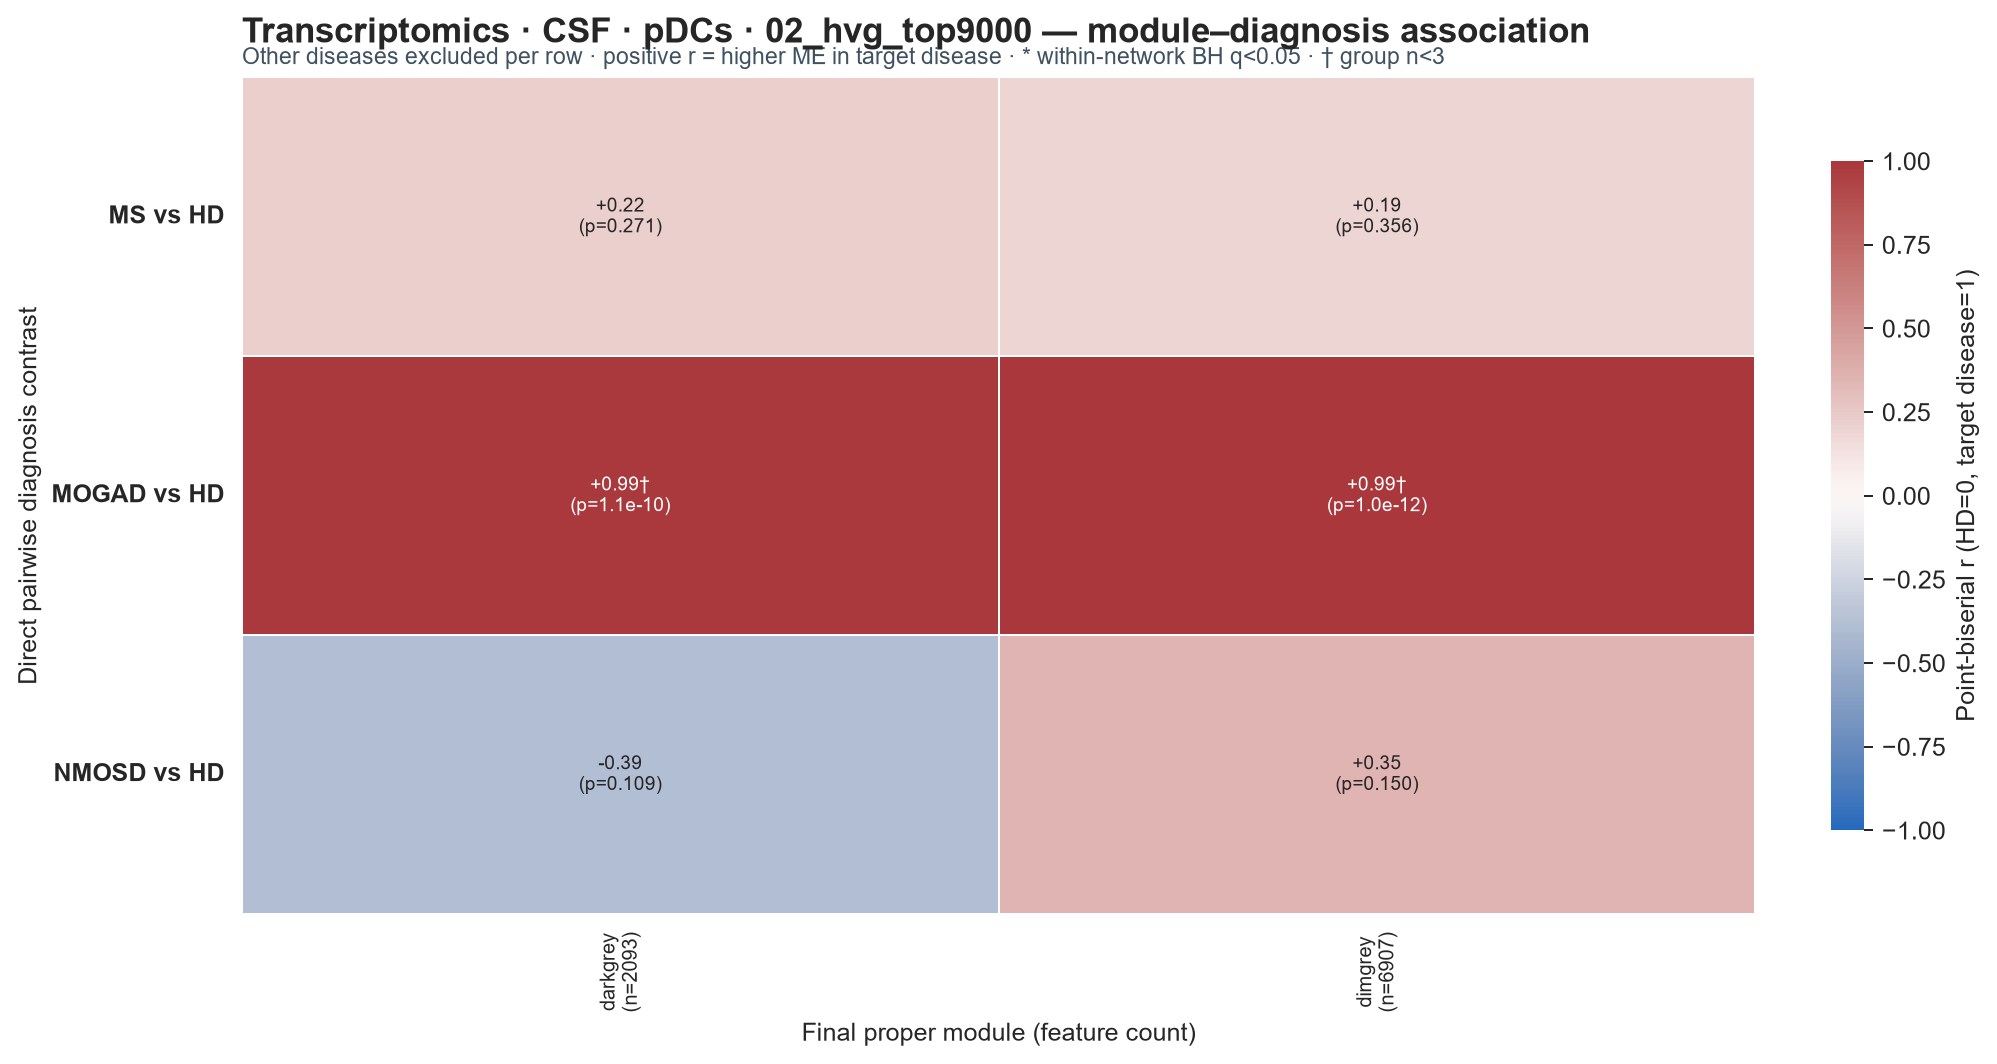 Transcriptomics · CSF · pDCs · 02_hvg_top9000 — module–diagnosis association
Other diseases excluded per row · positive r = higher ME in target disease · * within-network BH q<0.05 · † group n<3
Direct pairwise diagnosis contrast
MS vs HD
+0.22
(p=0.271)
+0.19
(p=0.356)
MOGAD vs HD
+0.99†
(p=1.1e-10)
+0.99†
(p=1.0e-12)
NMOSD vs HD
-0.39
(p=0.109)
+0.35
(p=0.150)
darkgrey
(n=2093)
dimgrey
(n=6907)
Final proper module (feature count)
1.00
0.75
0.50
0.25
0.00
−0.25
−0.50
−0.75
−1.00
Point-biserial r (HD=0, target disease=1)